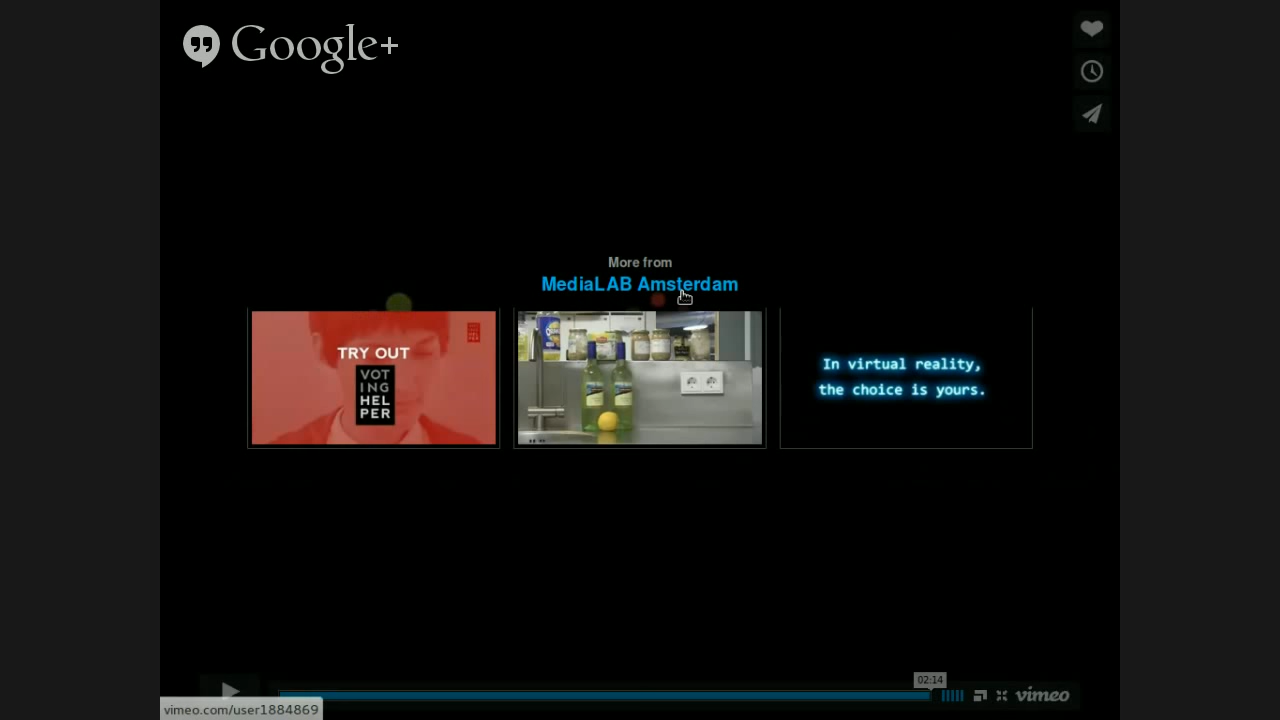 Google+
More from
MediaLAB Amsterdam
TRY OUT
VOT
ING
HEL
PER
In virtual reality,
the choice is yours.
02:14
vimeo
vimeo.com/user1884869